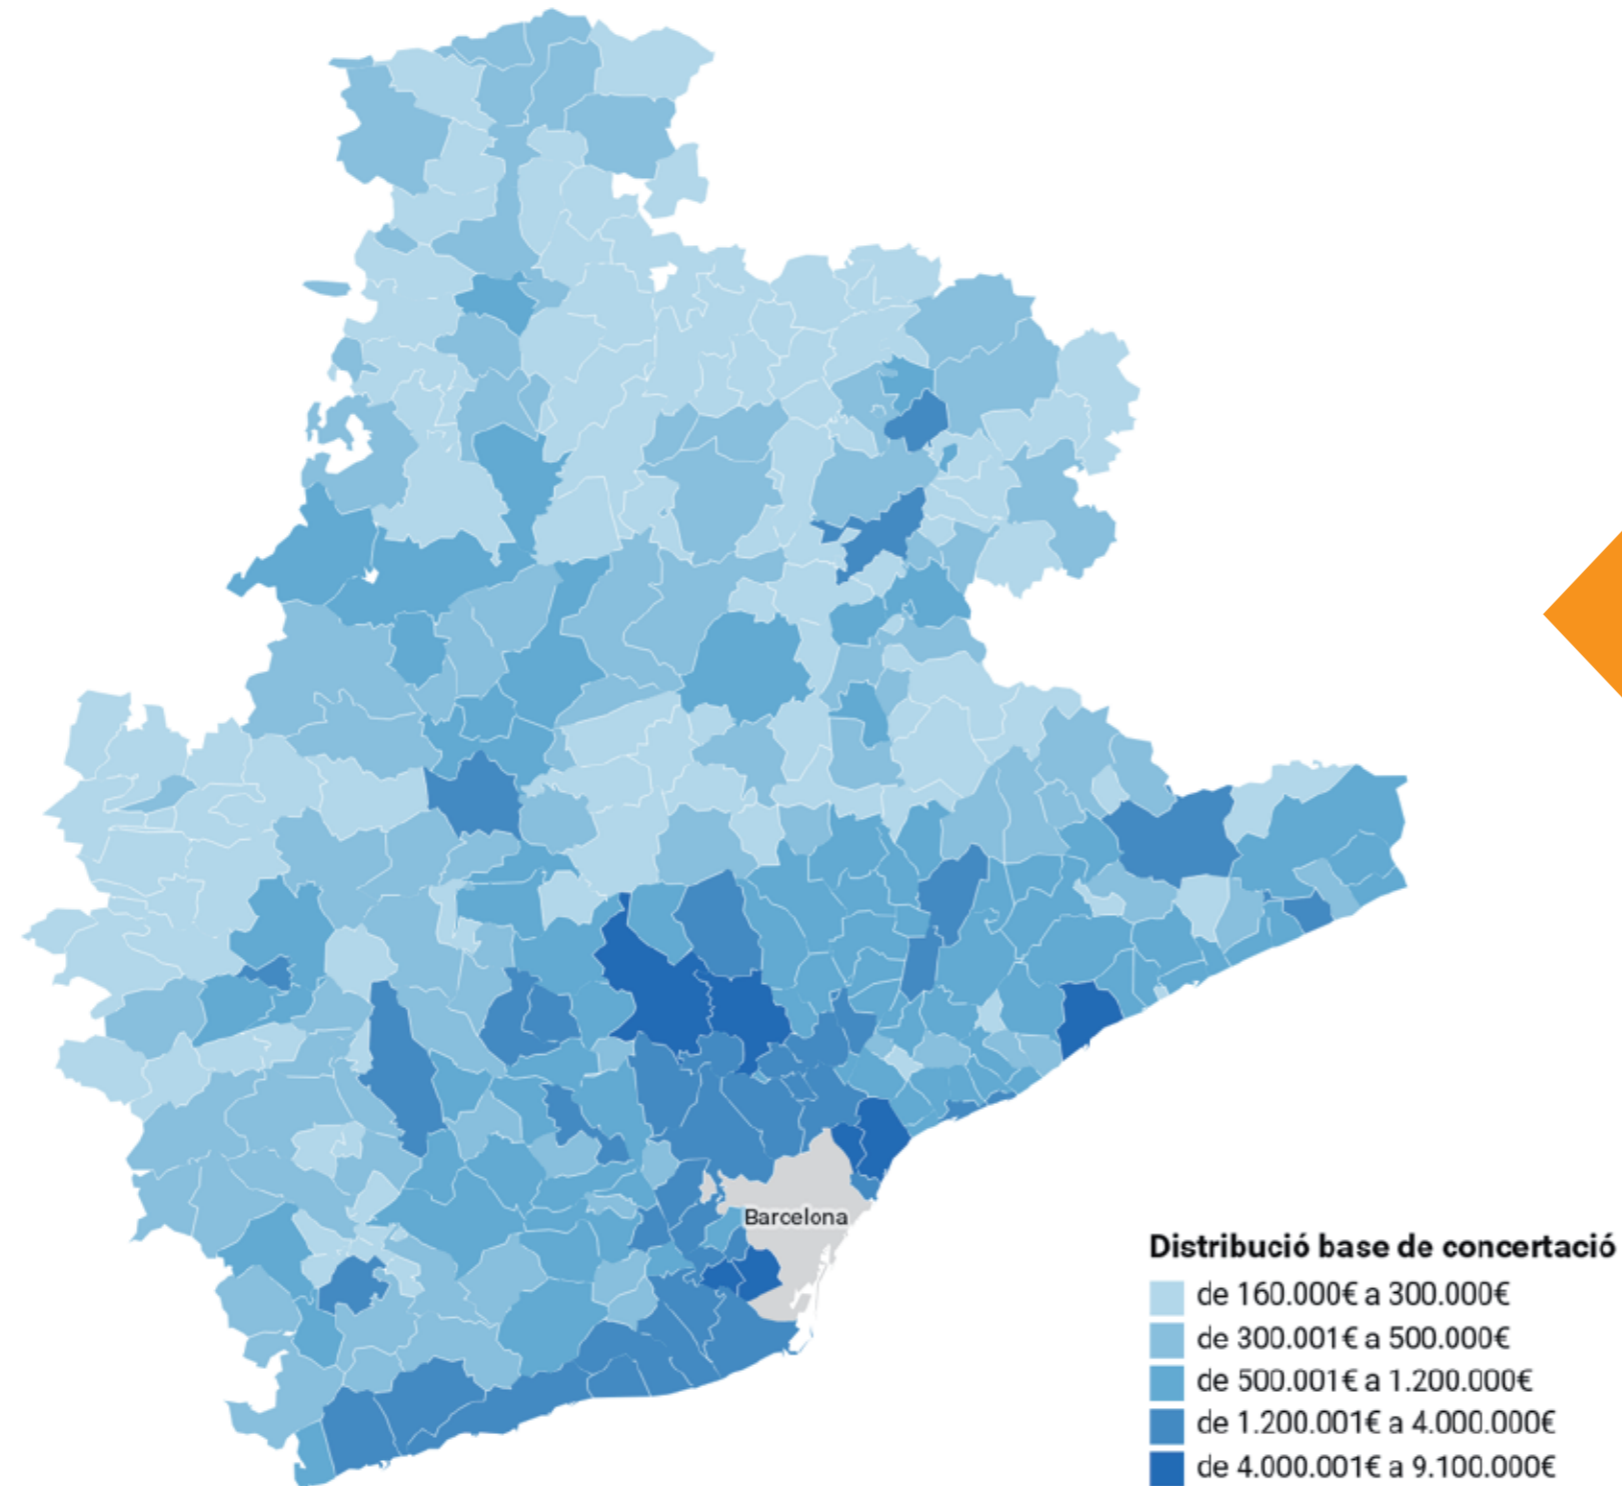 Barcelona
Distribució base de concertació
de 160.000€ a 300.000€
de 300.001€ a 500.000€
de 500.001€ a 1.200.000€
de 1.200.001€ a 4.000.000€
de 4.000.001€ a 9.100.000€